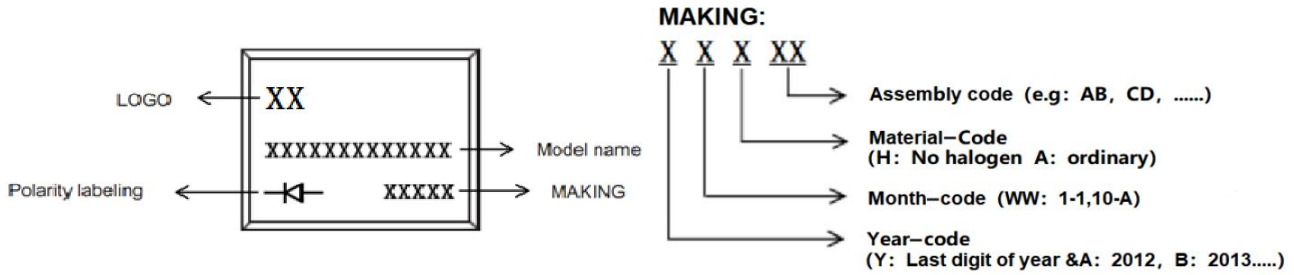 MAKING:
X X X XX
LOGO
XX
Assembly code (e.g: AB, CD, ......)
XXXXXXXXXXXXX
Model name
Material-Code
(H: No halogen A: ordinary)
Polarity labeling
XXXXX
MAKING
Month-code (WW: 1-1,10-A)
Year-code
(Y: Last digit of year &A: 2012, B: 2013.....)